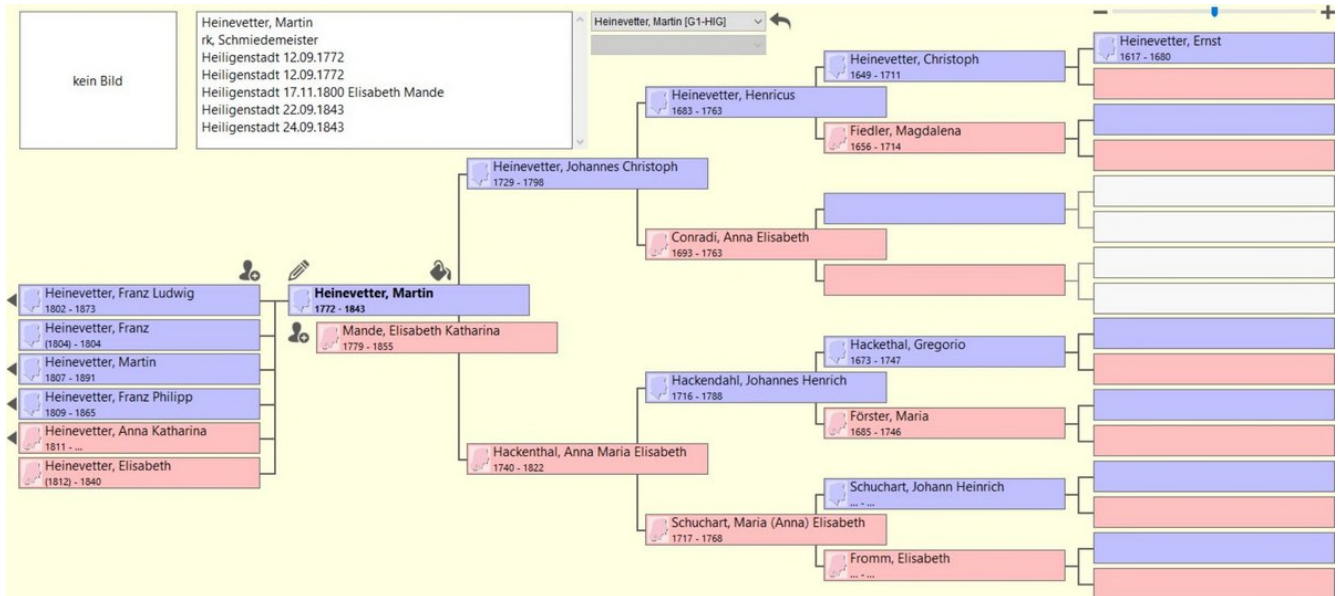 kein Bild
Heinevetter, Martin
rk, Schmiedemeister
Heiligenstadt 12.09.1772
Heiligenstadt 12.09.1772
Heiligenstadt 17.11.1800 Elisabeth Mande
Heiligenstadt 22.09.1843
Heiligenstadt 24.09.1843
Heinevetter, Martin [G1-HIG]
Heinevetter, Franz Ludwig
1802 - 1873
Heinevetter, Franz
(1804) - 1804
Heinevetter, Martin
1807 - 1891
Heinevetter, Franz Philipp
1809 - 1865
Heinevetter, Anna Katharina
1811 - ...
Heinevetter, Elisabeth
(1812) - 1840
Heinevetter, Martin
1772 - 1843
Mande, Elisabeth Katharina
1779 - 1855
Heinevetter, Johannes Christoph
1729 - 1798
Hackenthal, Anna Maria Elisabeth
1740 - 1822
Heinevetter, Henricus
1683 - 1763
Conradi, Anna Elisabeth
1693 - 1763
Hackendahl, Johannes Henrich
1716 - 1788
Schuchart, Maria (Anna) Elisabeth
1717 - 1768
Heinevetter, Christoph
1649 - 1711
Fiedler, Magdalena
1656 - 1714
Hackethal, Gregorio
1673 - 1747
Förster, Maria
1685 - 1746
Schuchart, Johann Heinrich
... - ...
Fromm, Elisabeth
... - ...
Heinevetter, Ernst
1617 - 1680